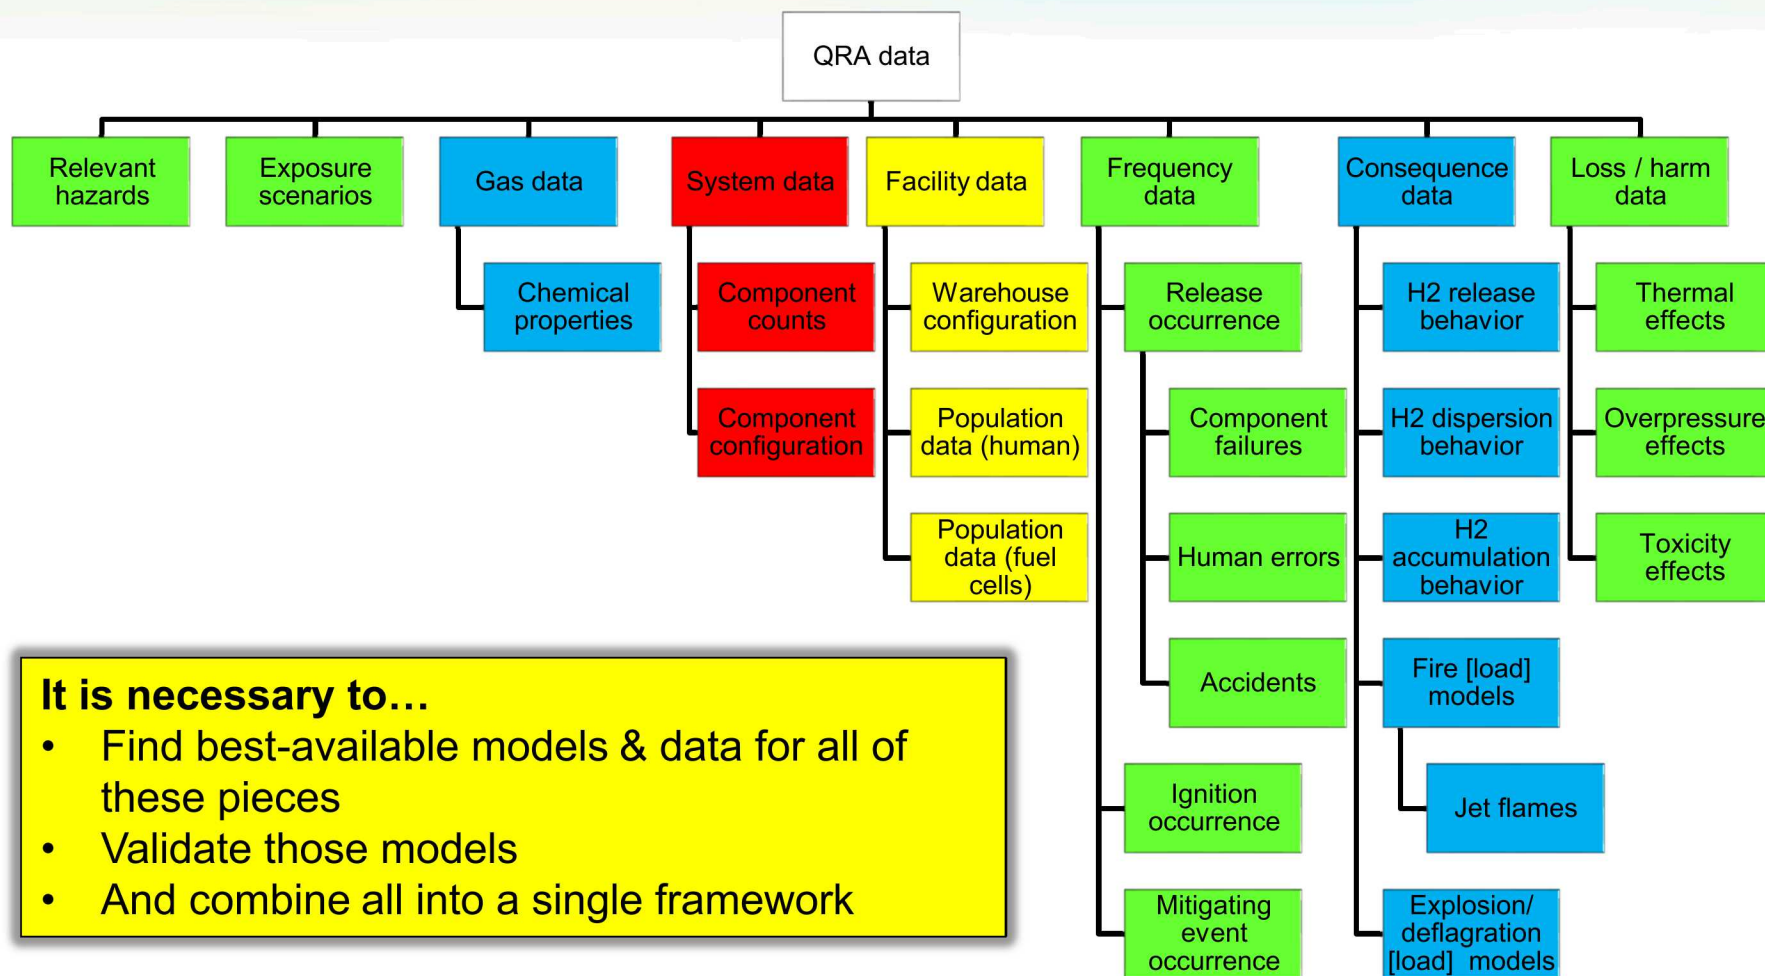 QRA data
Relevant
hazards
Exposure
scenarios
Gas data
System data
Facility data
Frequency
data
Consequence
data
Loss / harm
data
Chemical
properties
Component
counts
Component
configuration
Warehouse
configuration
Population
data (human)
Population
data (fuel
cells)
Release
occurrence
Component
failures
Human errors
Accidents
Ignition
occurrence
Mitigating
event
occurrence
H2 release
behavior
H2 dispersion
behavior
H2
accumulation
behavior
Fire [load]
models
Jet flames
Explosion/
deflagration
[load] models
Thermal
effects
Overpressure
effects
Toxicity
effects
It is necessary to…
• Find best-available models & data for all of
these pieces
• Validate those models
• And combine all into a single framework